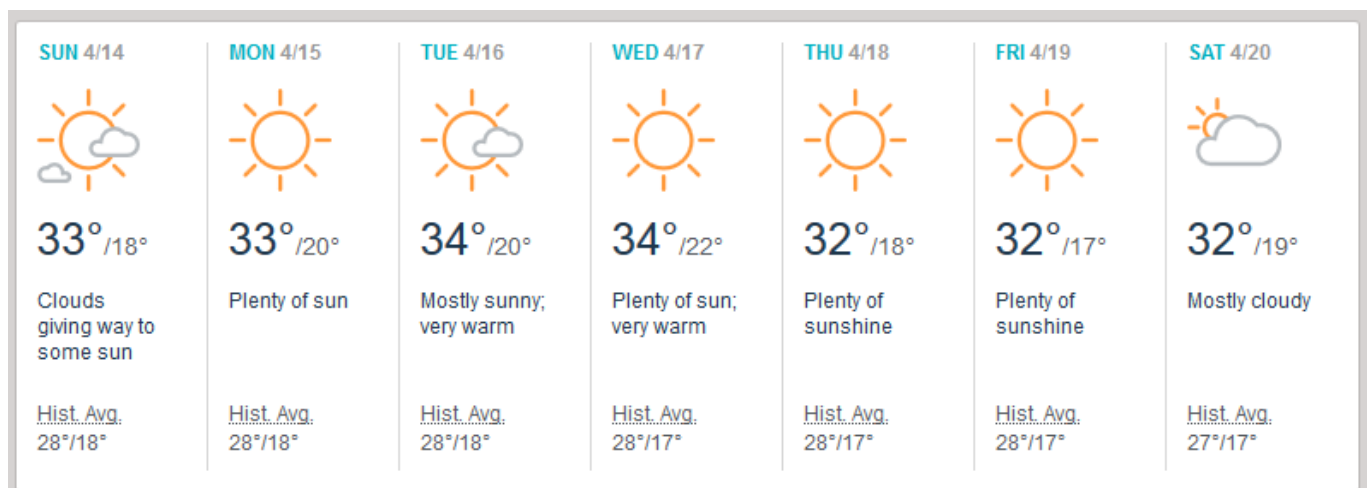 SUN 4/14
33°/18°
Clouds
giving way to
some sun
Hist. Avg.
28°/18°
MON 4/15
33°/20°
Plenty of sun
Hist. Avg.
28°/18°
TUE 4/16
34°/20°
Mostly sunny;
very warm
Hist. Avg.
28°/18°
WED 4/17
34°/22°
Plenty of sun;
very warm
Hist. Avg.
28°/17°
THU 4/18
32°/18°
Plenty of
sunshine
Hist. Avg.
28°/17°
FRI 4/19
32°/17°
Plenty of
sunshine
Hist. Avg.
28°/17°
SAT 4/20
32°/19°
Mostly cloudy
Hist. Avg.
27°/17°